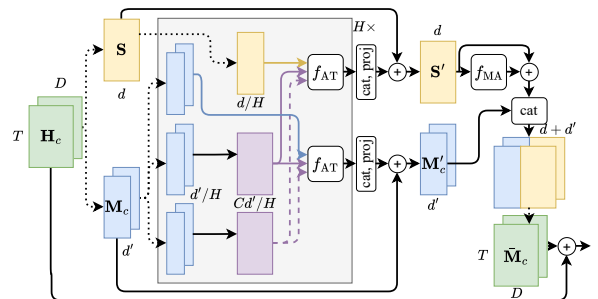 D
T
H_c
S
d
M_c
d'
H×
d/H
d'/H
Cd'/H
f_AT
f_AT
cat, proj
cat, proj
+
+
d
S'
f_MA
+
cat
d + d'
M'_c
d'
T
M̄_c
D
+